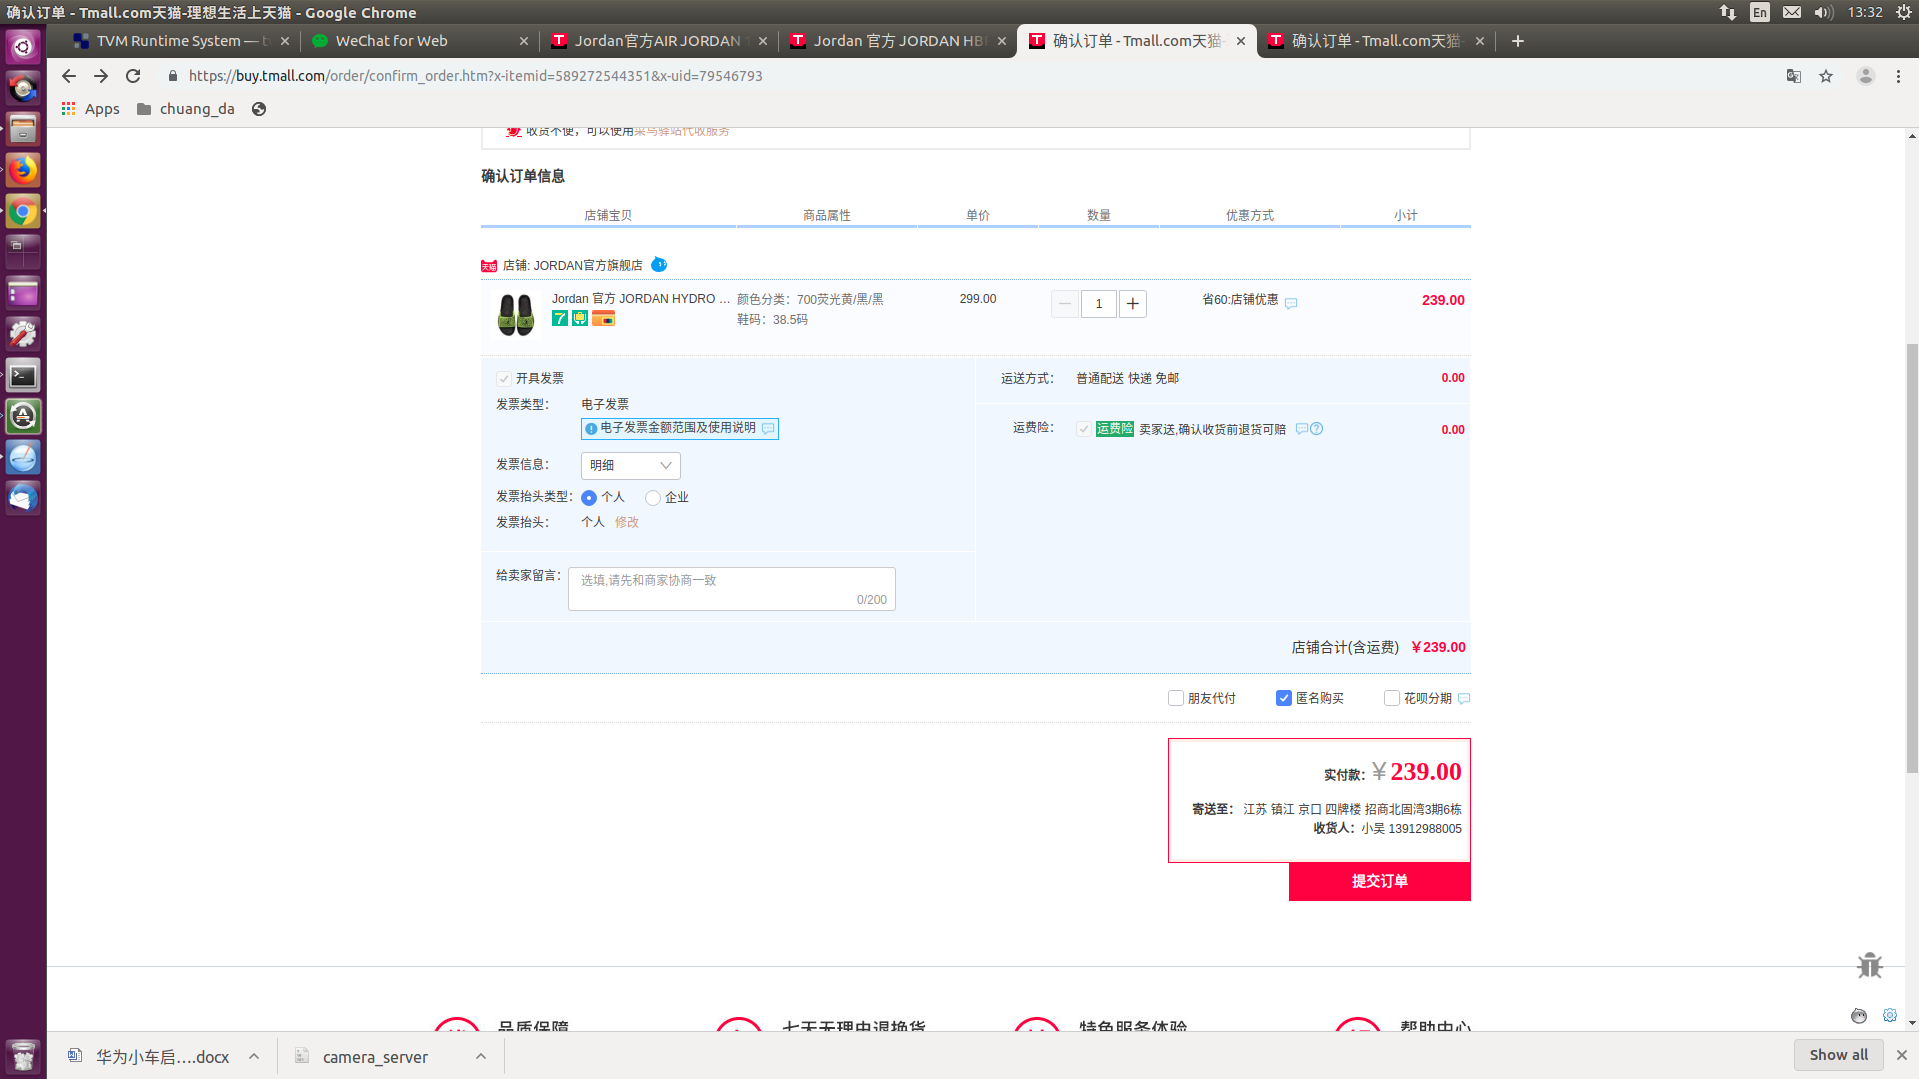 确认订单 - Tmall.com天猫-理想生活上天猫 - Google Chrome
En
13:32
TVM Runtime System — t
WeChat for Web
Jordan官方AIR JORDAN
Jordan 官方 JORDAN HB
确认订单 - Tmall.com天猫-
确认订单 - Tmall.com天猫
https://buy.tmall.com/order/confirm_order.htm?x-itemid=589272544351&x-uid=79546793
Apps
chuang_da
收货不便，可以使用菜鸟驿站代收服务
确认订单信息
店铺宝贝 商品属性 单价 数量 优惠方式 小计
天猫 店铺: JORDAN官方旗舰店
Jordan 官方 JORDAN HYDRO ... 颜色分类：700荧光黄/黑/黑 299.00 1 省60:店铺优惠 239.00
7
鞋码：38.5码
开具发票
运送方式： 普通配送 快递 免邮 0.00
发票类型： 电子发票
电子发票金额范围及使用说明
运费险： 运费险 卖家送,确认收货前退货可赔 0.00
发票信息： 明细
发票抬头类型： 个人 企业
发票抬头： 个人 修改
给卖家留言： 选填,请先和商家协商一致
0/200
店铺合计(含运费) ￥239.00
朋友代付 匿名购买 花呗分期
实付款：￥239.00
寄送至： 江苏 镇江 京口 四牌楼 招商北固湾3期6栋
收货人：小吴 13912988005
提交订单
品质保障 七天无理由退换货 特色服务体验 帮助中心
华为小车启....docx
camera_server
Show all